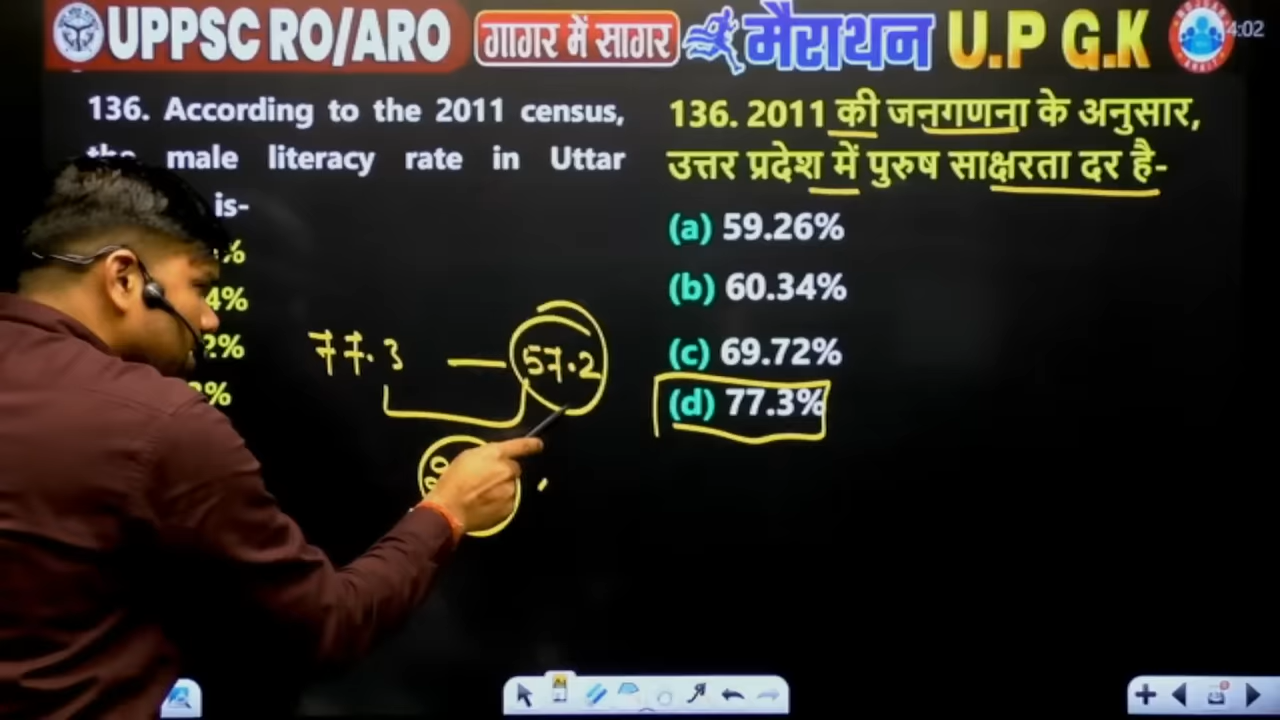 UPPSC RO/ARO गागर में सागर मैराथन U.P G.K
4:02
136. According to the 2011 census,
the male literacy rate in Uttar
is-
%
4%
2%
%
136. 2011 की जनगणना के अनुसार,
उत्तर प्रदेश में पुरुष साक्षरता दर है-
(a) 59.26%
(b) 60.34%
(c) 69.72%
(d) 77.3%
77.3 — 57.2